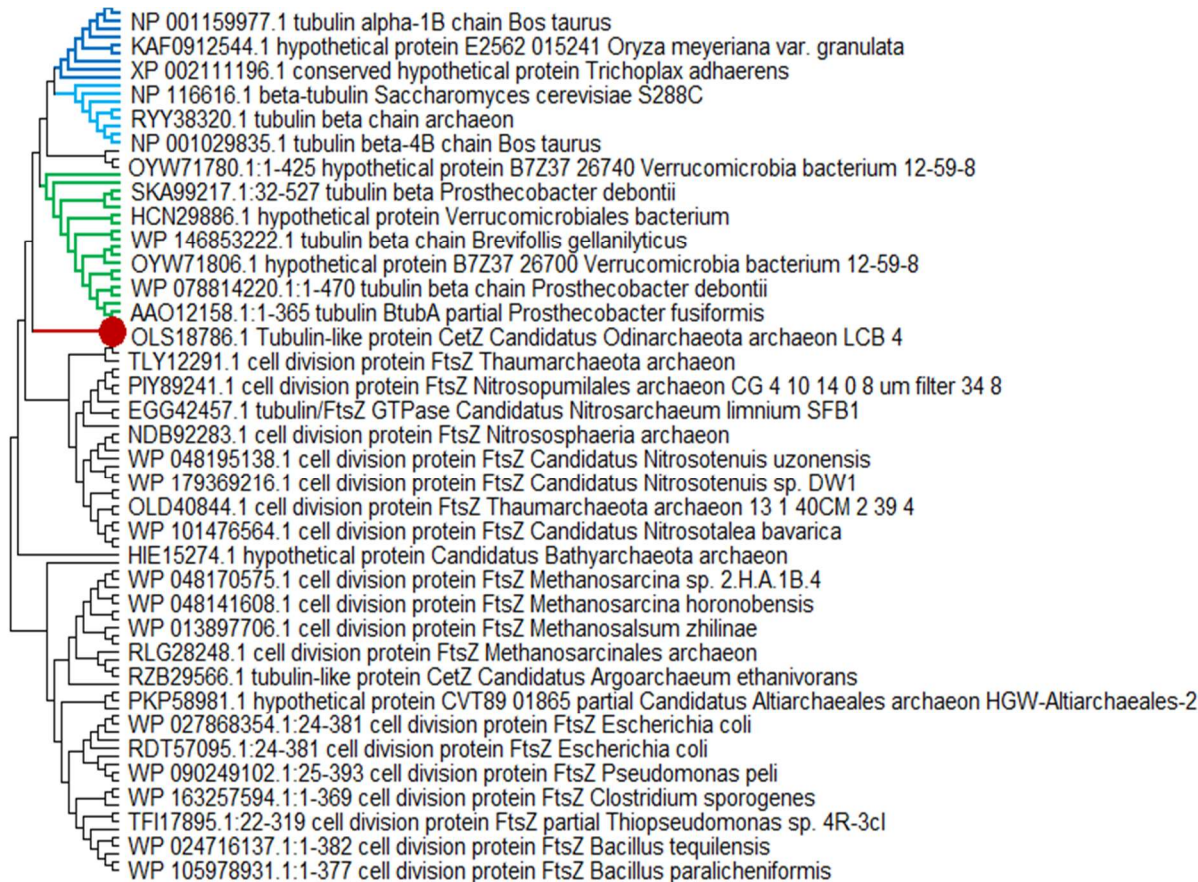 NP 001159977.1 tubulin alpha-1B chain Bos taurus
KAF0912544.1 hypothetical protein E2562 015241 Oryza meyeriana var. granulata
XP 002111196.1 conserved hypothetical protein Trichoplax adhaerens
NP 116616.1 beta-tubulin Saccharomyces cerevisiae S288C
RYY38320.1 tubulin beta chain archaeon
NP 001029835.1 tubulin beta-4B chain Bos taurus
OYW71780.1:1-425 hypothetical protein B7Z37 26740 Verrucomicrobia bacterium 12-59-8
SKA99217.1:32-527 tubulin beta Prosthecobacter debontii
HCN29886.1 hypothetical protein Verrucomicrobiales bacterium
WP 146853222.1 tubulin beta chain Brevifollis gellanilyticus
OYW71806.1 hypothetical protein B7Z37 26700 Verrucomicrobia bacterium 12-59-8
WP 078814220.1:1-470 tubulin beta chain Prosthecobacter debontii
AAO12158.1:1-365 tubulin BtubA partial Prosthecobacter fusiformis
OLS18786.1 Tubulin-like protein CetZ Candidatus Odinarchaeota archaeon LCB 4
TLY12291.1 cell division protein FtsZ Thaumarchaeota archaeon
PIY89241.1 cell division protein FtsZ Nitrosopumilales archaeon CG 4 10 14 0 8 um filter 34 8
EGG42457.1 tubulin/FtsZ GTPase Candidatus Nitrosarchaeum limnium SFB1
NDB92283.1 cell division protein FtsZ Nitrososphaeria archaeon
WP 048195138.1 cell division protein FtsZ Candidatus Nitrosotenuis uzonensis
WP 179369216.1 cell division protein FtsZ Candidatus Nitrosotenuis sp. DW1
OLD40844.1 cell division protein FtsZ Thaumarchaeota archaeon 13 1 40CM 2 39 4
WP 101476564.1 cell division protein FtsZ Candidatus Nitrosotalea bavarica
HIE15274.1 hypothetical protein Candidatus Bathyarchaeota archaeon
WP 048170575.1 cell division protein FtsZ Methanosarcina sp. 2.H.A.1B.4
WP 048141608.1 cell division protein FtsZ Methanosarcina horonobensis
WP 013897706.1 cell division protein FtsZ Methanosalsum zhilinae
RLG28248.1 cell division protein FtsZ Methanosarcinales archaeon
RZB29566.1 tubulin-like protein CetZ Candidatus Argoarchaeum ethanivorans
PKP58981.1 hypothetical protein CVT89 01865 partial Candidatus Altiarchaeales archaeon HGW-Altiarchaeales-2
WP 027868354.1:24-381 cell division protein FtsZ Escherichia coli
RDT57095.1:24-381 cell division protein FtsZ Escherichia coli
WP 090249102.1:25-393 cell division protein FtsZ Pseudomonas peli
WP 163257594.1:1-369 cell division protein FtsZ Clostridium sporogenes
TFI17895.1:22-319 cell division protein FtsZ partial Thiopseudomonas sp. 4R-3cl
WP 024716137.1:1-382 cell division protein FtsZ Bacillus tequilensis
WP 105978931.1:1-377 cell division protein FtsZ Bacillus paralicheniformis